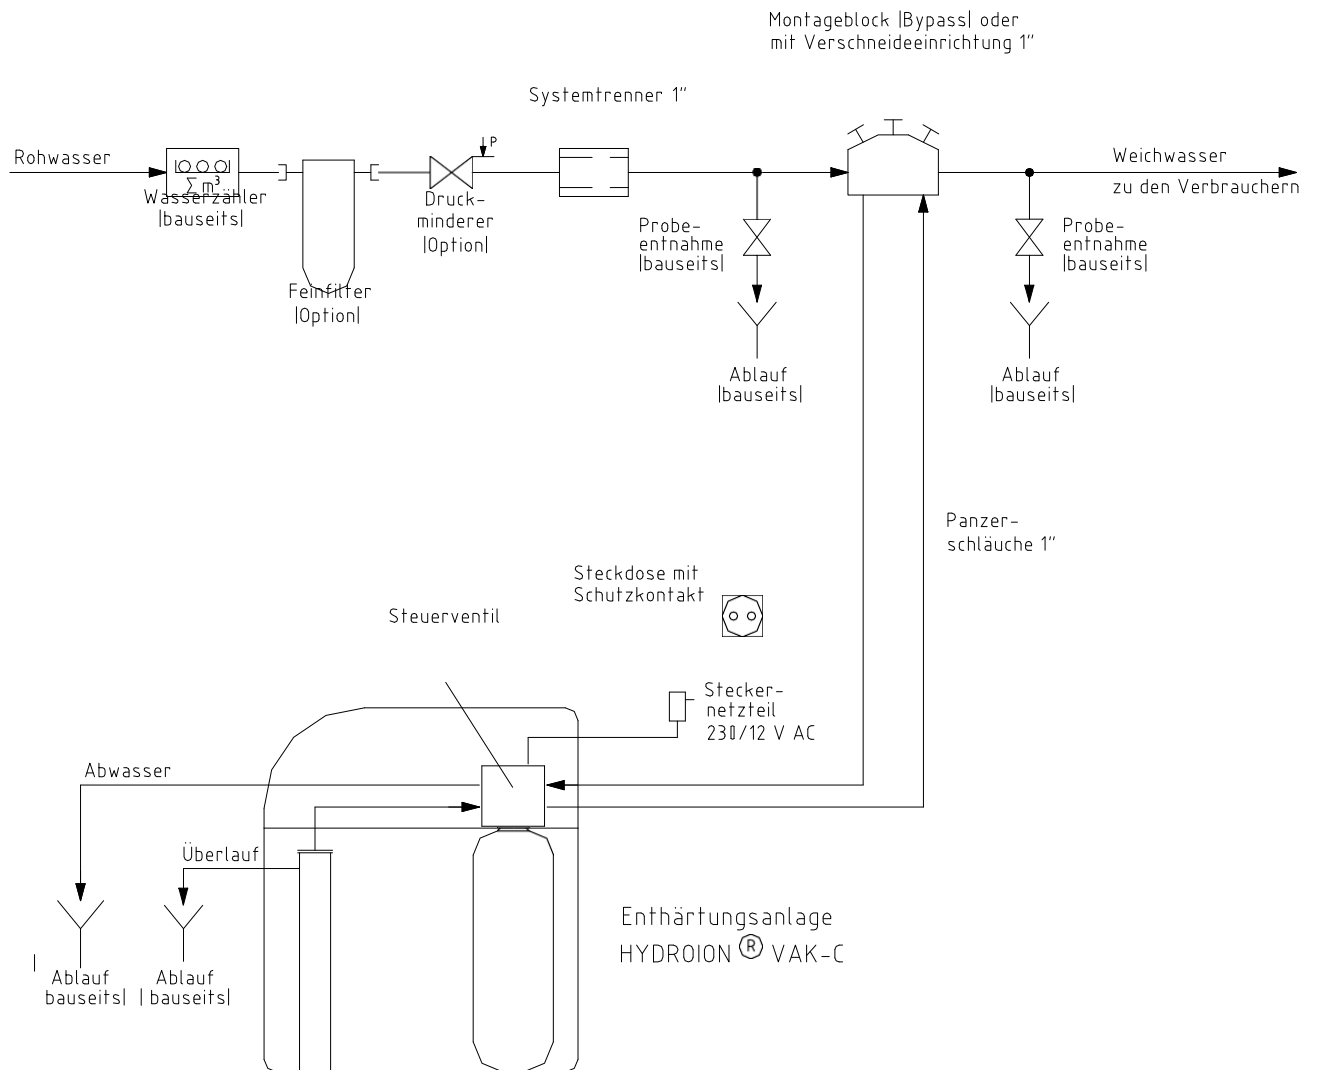 Montageblock |Bypass| oder
mit Verschneideeinrichtung 1"
Systemtrenner 1"
P
Rohwasser
Σ m³
Wasserzähler
|bauseits|
Feinfilter
|Option|
Druck-
minderer
|Option|
Weichwasser
zu den Verbrauchern
Probe-
entnahme
|bauseits|
Probe-
entnahme
|bauseits|
Ablauf
|bauseits|
Ablauf
|bauseits|
Panzer-
schläuche 1"
Steckdose mit
Schutzkontakt
Steuerventil
Stecker-
netzteil
230/12 V AC
Abwasser
Überlauf
Enthärtungsanlage
HYDROION ® VAK-C
|
Ablauf
bauseits|
Ablauf
| bauseits|